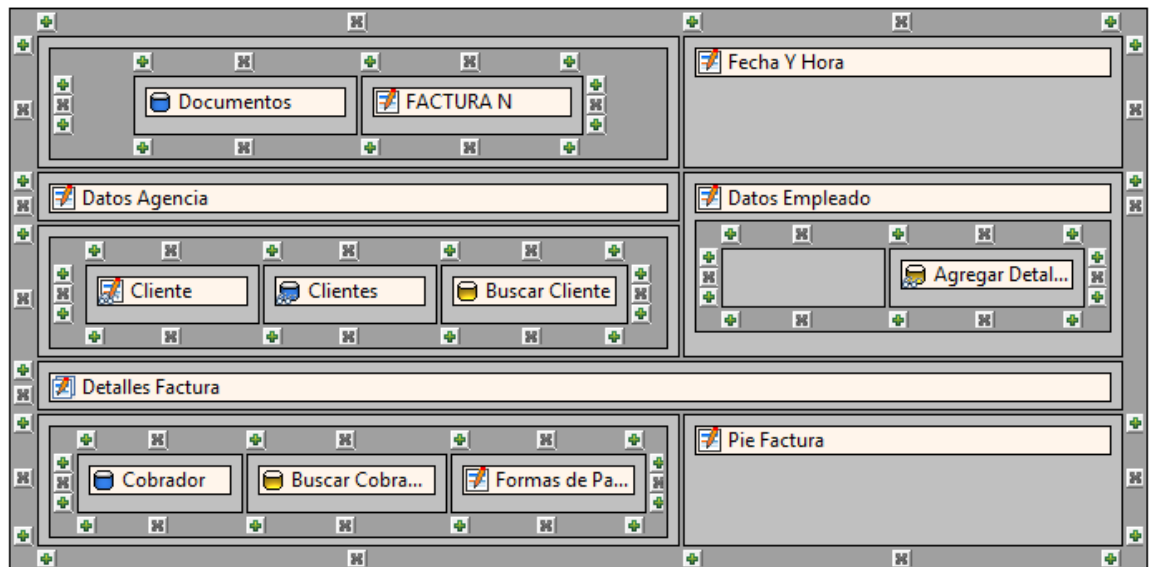 Documentos
FACTURA N
Fecha Y Hora
Datos Agencia
Datos Empleado
Cliente
Clientes
Buscar Cliente
Agregar Detal...
Detalles Factura
Cobrador
Buscar Cobra...
Formas de Pa...
Pie Factura